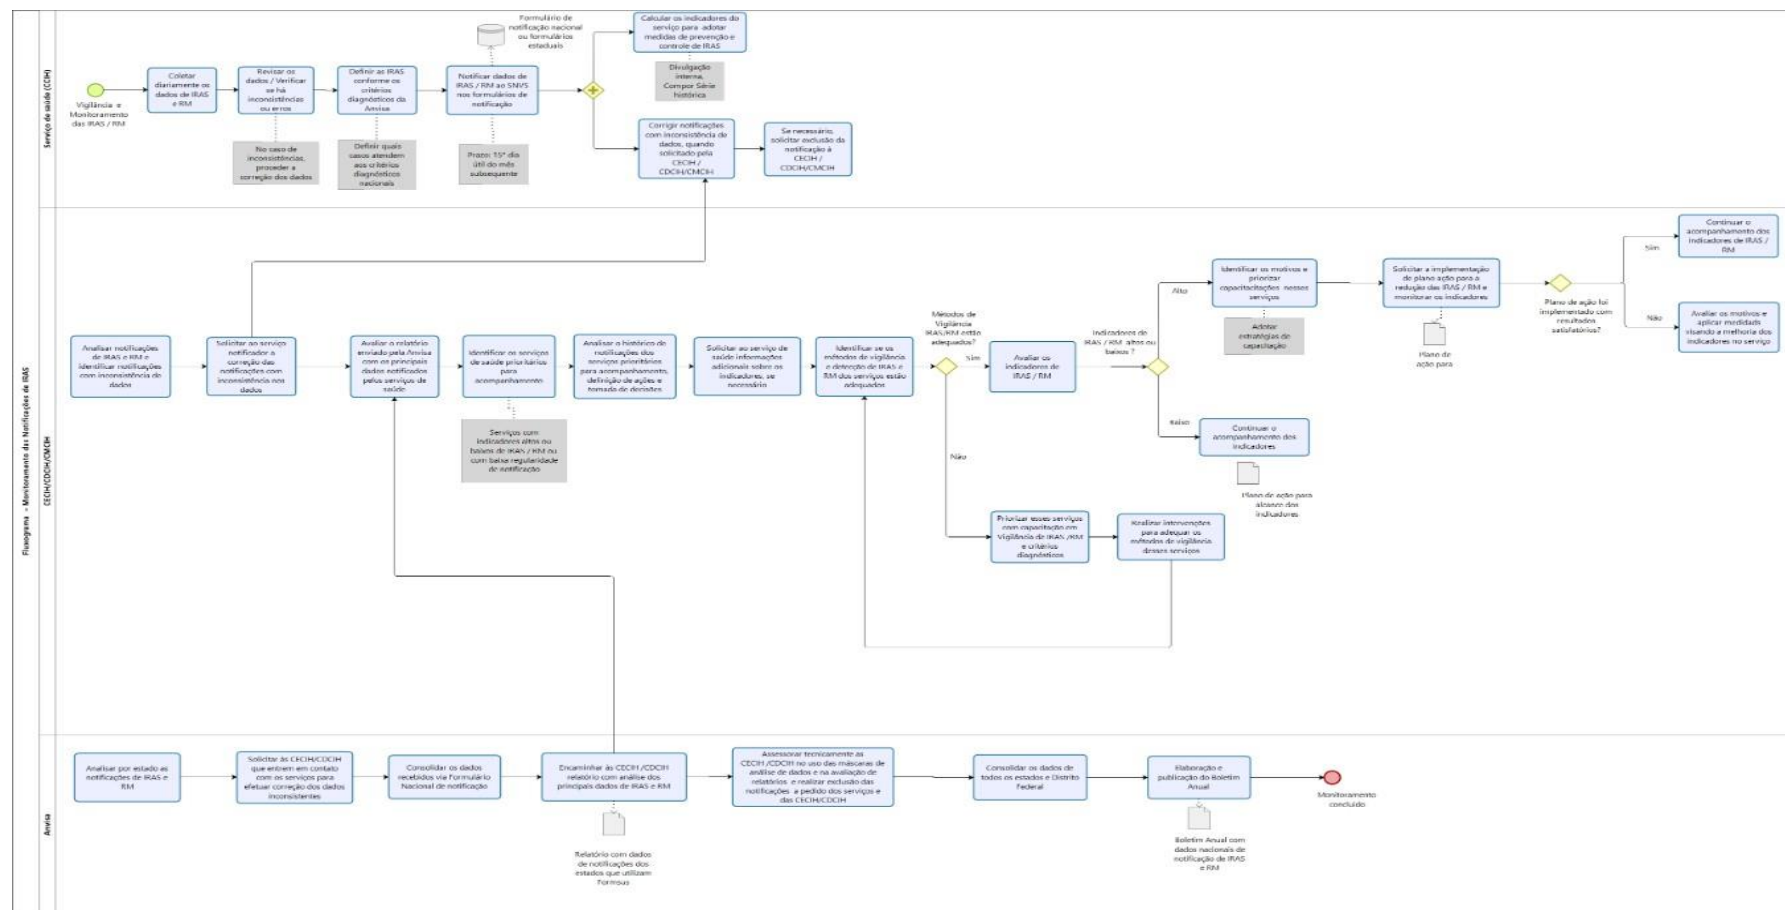 Fluxograma - Monitoramento das Notificações de IRAS
Serviço de saúde (CCIH)
Vigilância e
Monitoramento
das IRAS / RM
Coletar
diariamente os
dados de IRAS
e RM
Revisar os
dados / Verificar
se há
inconsistências
ou erros
No caso de
inconsistências,
proceder a
correção dos dados
Definir as IRAS
conforme os
critérios
diagnósticos da
Anvisa
Definir quais
casos atendem
aos critérios
diagnósticos
nacionais
Notificar dados de
IRAS / RM ao SNVS
nos formulários de
notificação
Prazo: 15º dia
útil do mês
subsequente
Formulário de
notificação nacional
ou formulários
estaduais
Calcular os indicadores do
serviço para adotar
medidas de prevenção e
controle de IRAS
Divulgação
interna,
Compor Série
histórica
Corrigir notificações
com inconsistência de
dados, quando
solicitado pela
CECIH /
CDCIH/CMCIH
Se necessário,
solicitar exclusão da
notificação à
CECIH /
CDCIH/CMCIH
CECIH/CDCIH/CMCIH
Analisar notificações
de IRAS e RM e
identificar notificações
com inconsistência de
dados
Solicitar ao serviço
notificador a
correção das
notificações com
inconsistência nos
dados
Avaliar o relatório
enviado pela Anvisa
com os principais
dados notificados
pelos serviços de
saúde
Identificar os serviços
de saúde prioritários
para
acompanhamento
Serviços com
indicadores altos ou
baixos de IRAS / RM ou
com baixa regularidade
de notificação
Analisar o histórico de
notificações dos
serviços prioritários
para acompanhamento,
definição de ações e
tomada de decisões
Solicitar ao serviço de
saúde informações
adicionais sobre os
indicadores, se
necessário
Identificar se os
métodos de vigilância
e detecção de IRAS e
RM dos serviços estão
adequados
Métodos de
Vigilância
IRAS/RM estão
adequados?
Sim
Não
Avaliar os
indicadores de
IRAS / RM
Indicadores de
IRAS / RM altos ou
baixos ?
Alto
Baixo
Identificar os motivos e
priorizar
capacitacitações nesses
serviços
Adotar
estratégias de
capacitação
Solicitar a implementação
de plano ação para a
redução das IRAS / RM e
monitorar os indicadores
Plano de
ação para
Plano de ação foi
implementado com
resultados
satisfatórios?
Sim
Continuar o
acompanhamento dos
indicadores de IRAS /
RM
Não
Avaliar os motivos e
aplicar medidads
visando a melhoria dos
indicadores no serviço
Continuar o
acompanhamento dos
indicadores
Plano de ação para
alcance dos
indicadores
Priorizar esses serviços
com capacitação em
Vigilância de IRAS /RM
e critérios
diagnósticos
Realizar intervenções
para adequar os
métodos de vigilância
desses serviços
Anvisa
Analisar por estado as
notificações de IRAS e
RM
Solicitar às CECIH/CDCIH
que entrem em contato
com os serviços para
efetuar correção dos dados
inconsistentes
Consolidar os dados
recebidos via Formulário
Nacional de notificação
Encaminhar às CECIH /CDCIH
relatório com análise dos
principais dados de IRAS e RM
Relatório com dados
de notificações dos
estados que utilizam
Formsus
Assessorar tecnicamente as
CECIH /CDCIH no uso das máscaras de
análise de dados e na avaliação de
relatórios e realizar exclusão das
notificações a pedido dos serviços e
das CECIH/CDCIH
Consolidar os dados de
todos os estados e Distrito
Federal
Elaboração e
publicação do Boletim
Anual
Boletim Anual com
dados nacionais de
notificação de IRAS
e RM
Monitoramento
concluído